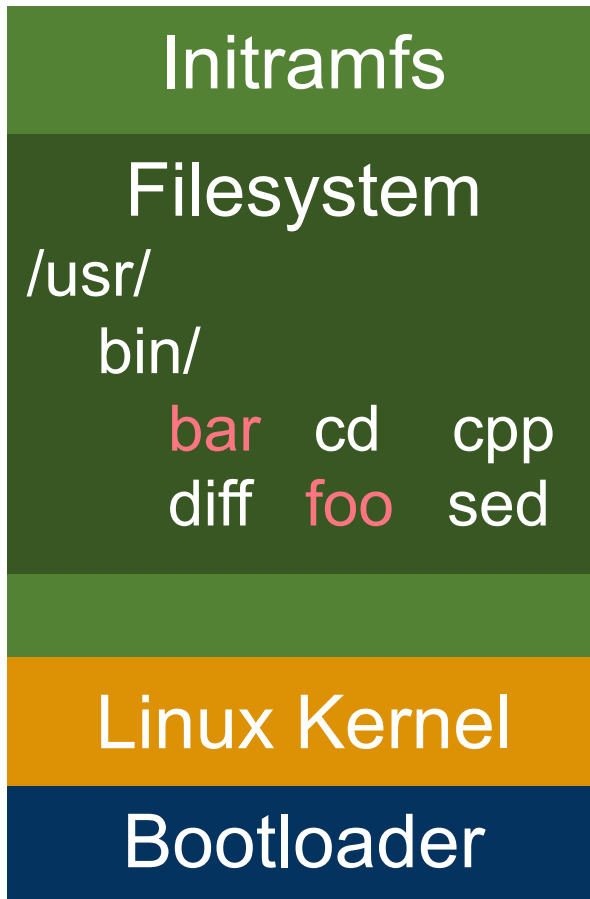 Initramfs
Filesystem
/usr/
bin/
bar cd cpp
diff foo sed
Linux Kernel
Bootloader